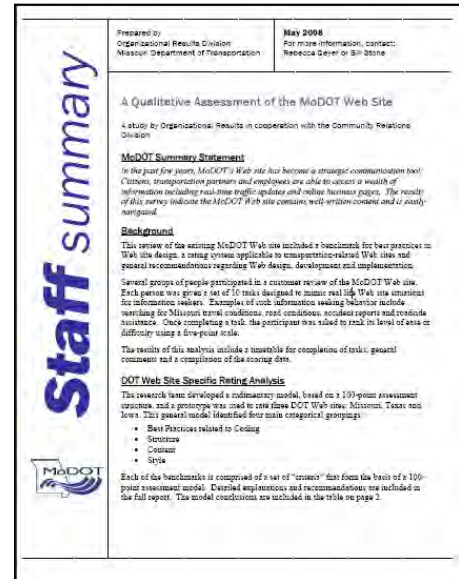 Prepared by
Organizational Results Division
Missouri Department of Transportation
May 2008
For more information, contact:
Rebecca Geyer or Bill Stone
Staff summary
A Qualitative Assessment of the MoDOT Web Site
A study by Organizational Results in cooperation with the Community Relations
Division
MoDOT Summary Statement
In the past few years, MoDOT's Web site has become a strategic communication tool.
Citizens, transportation partners and employees are able to access a wealth of
information including real-time traffic updates and online business pages. The result
of this survey indicate the MoDOT Web site contains well-written content and is easily
navigated.
Background
This review of the existing MoDOT Web site included a benchmark for best practices in
Web site design, a rating system applicable to transportation-related Web sites and
general recommendations regarding Web design, development and implementation.
Several groups of people participated in a customer review of the MoDOT Web site.
Each person was given a set of 10 tasks designed to mimic real life Web site situations
for information seekers. Examples of such information seeking behavior include
searching for Missouri travel conditions, road conditions, accident reports and roadside
assistance. Once completing a task, the participant was asked to rank its level of ease or
difficulty using a five-point scale.
The results of this analysis include a timetable for completion of tasks, general
comments and a compilation of the scoring data.
DOT Web Site Specific Rating Analysis
The research team developed a rudimentary model, based on a 100-point assessment
structure, and a prototype was used to rate three DOT Web sites: Missouri, Texas and
Iowa. This general model identified four main categorical groupings:
• Best Practices related to Coding
• Structure
• Content
• Style
Each of the benchmarks is comprised of a set of "criteria" that form the basis of a 100-
point assessment model. Detailed explanations and recommendations are included in
the full report. The model conclusions are included in the table on page 2.
MoDOT